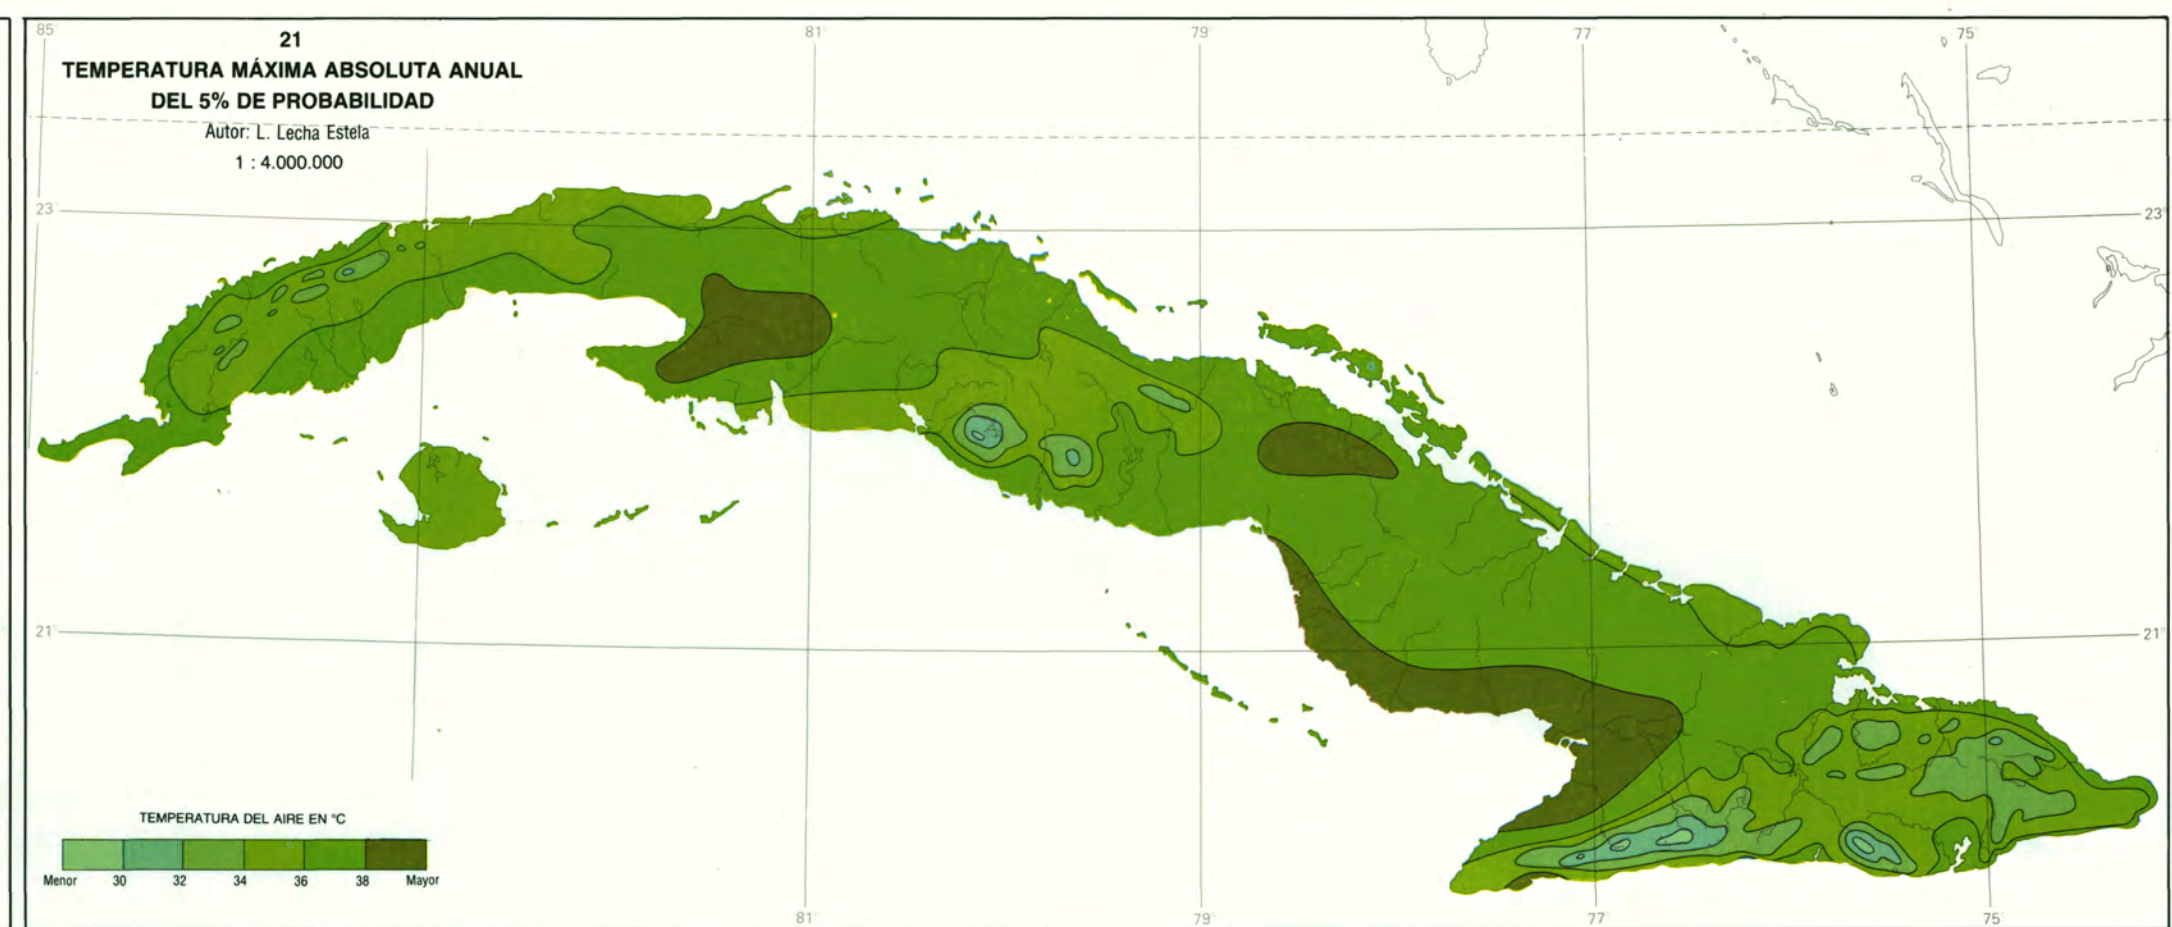 85° 81° 79° 77 75°
21
TEMPERATURA MÁXIMA ABSOLUTA ANUAL
DEL 5% DE PROBABILIDAD
Autor: L. Lecha Estela
1 : 4.000.000
23° 23°
21° 21°
TEMPERATURA DEL AIRE EN °C
Menor 30 32 34 36 38 Mayor
81° 79° 77 75°